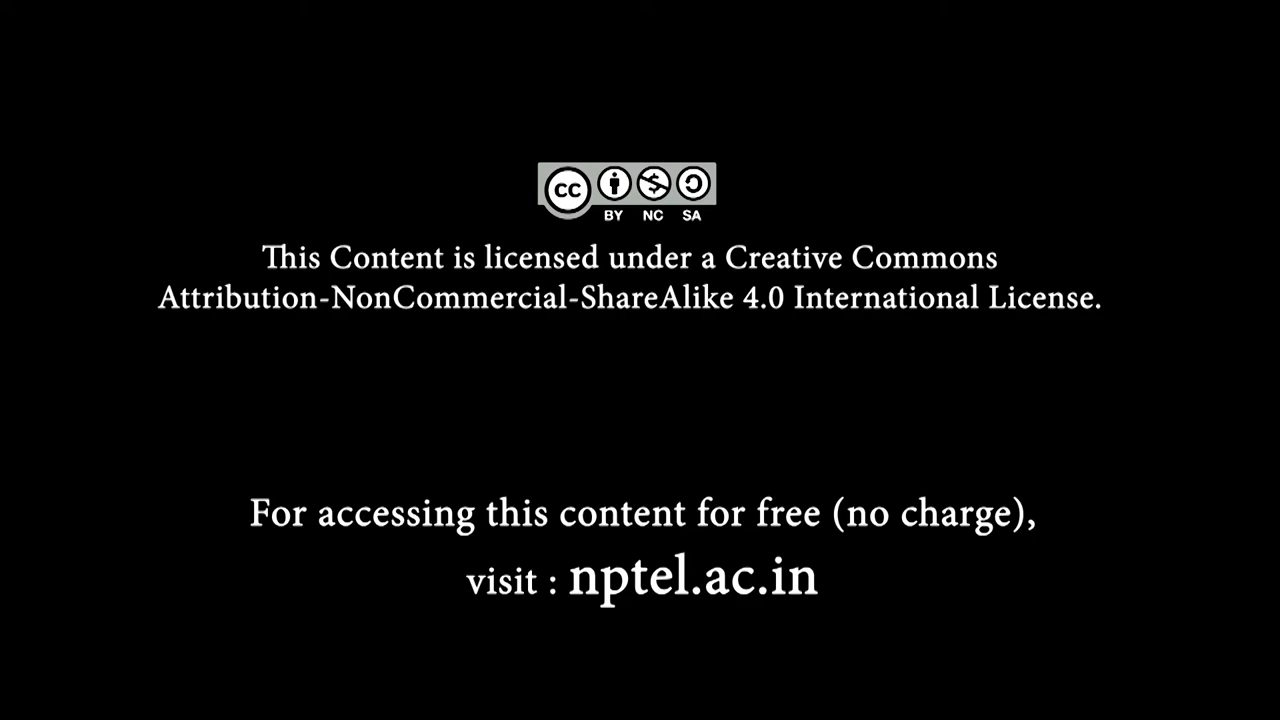 cc
BY NC SA
This Content is licensed under a Creative Commons
Attribution-NonCommercial-ShareAlike 4.0 International License.
For accessing this content for free (no charge),
visit : nptel.ac.in